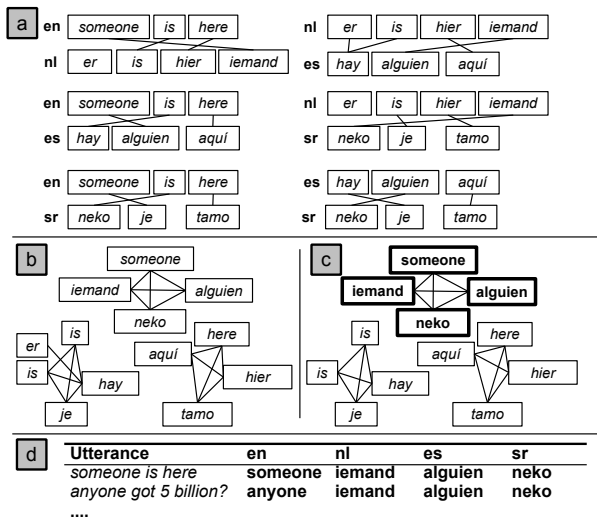 a
en someone is here
nl er is hier iemand
nl er is hier iemand
es hay alguien aquí
en someone is here
es hay alguien aquí
nl er is hier iemand
sr neko je tamo
en someone is here
sr neko je tamo
es hay alguien aquí
sr neko je tamo
b
someone
iemand alguien
neko
is
er
is
hay
je
here
aquí
hier
tamo
c
someone
iemand alguien
neko
is
is
hay
je
here
aquí
hier
tamo
d
Utterance en nl es sr
someone is here someone iemand alguien neko
anyone got 5 billion? anyone iemand alguien neko
....